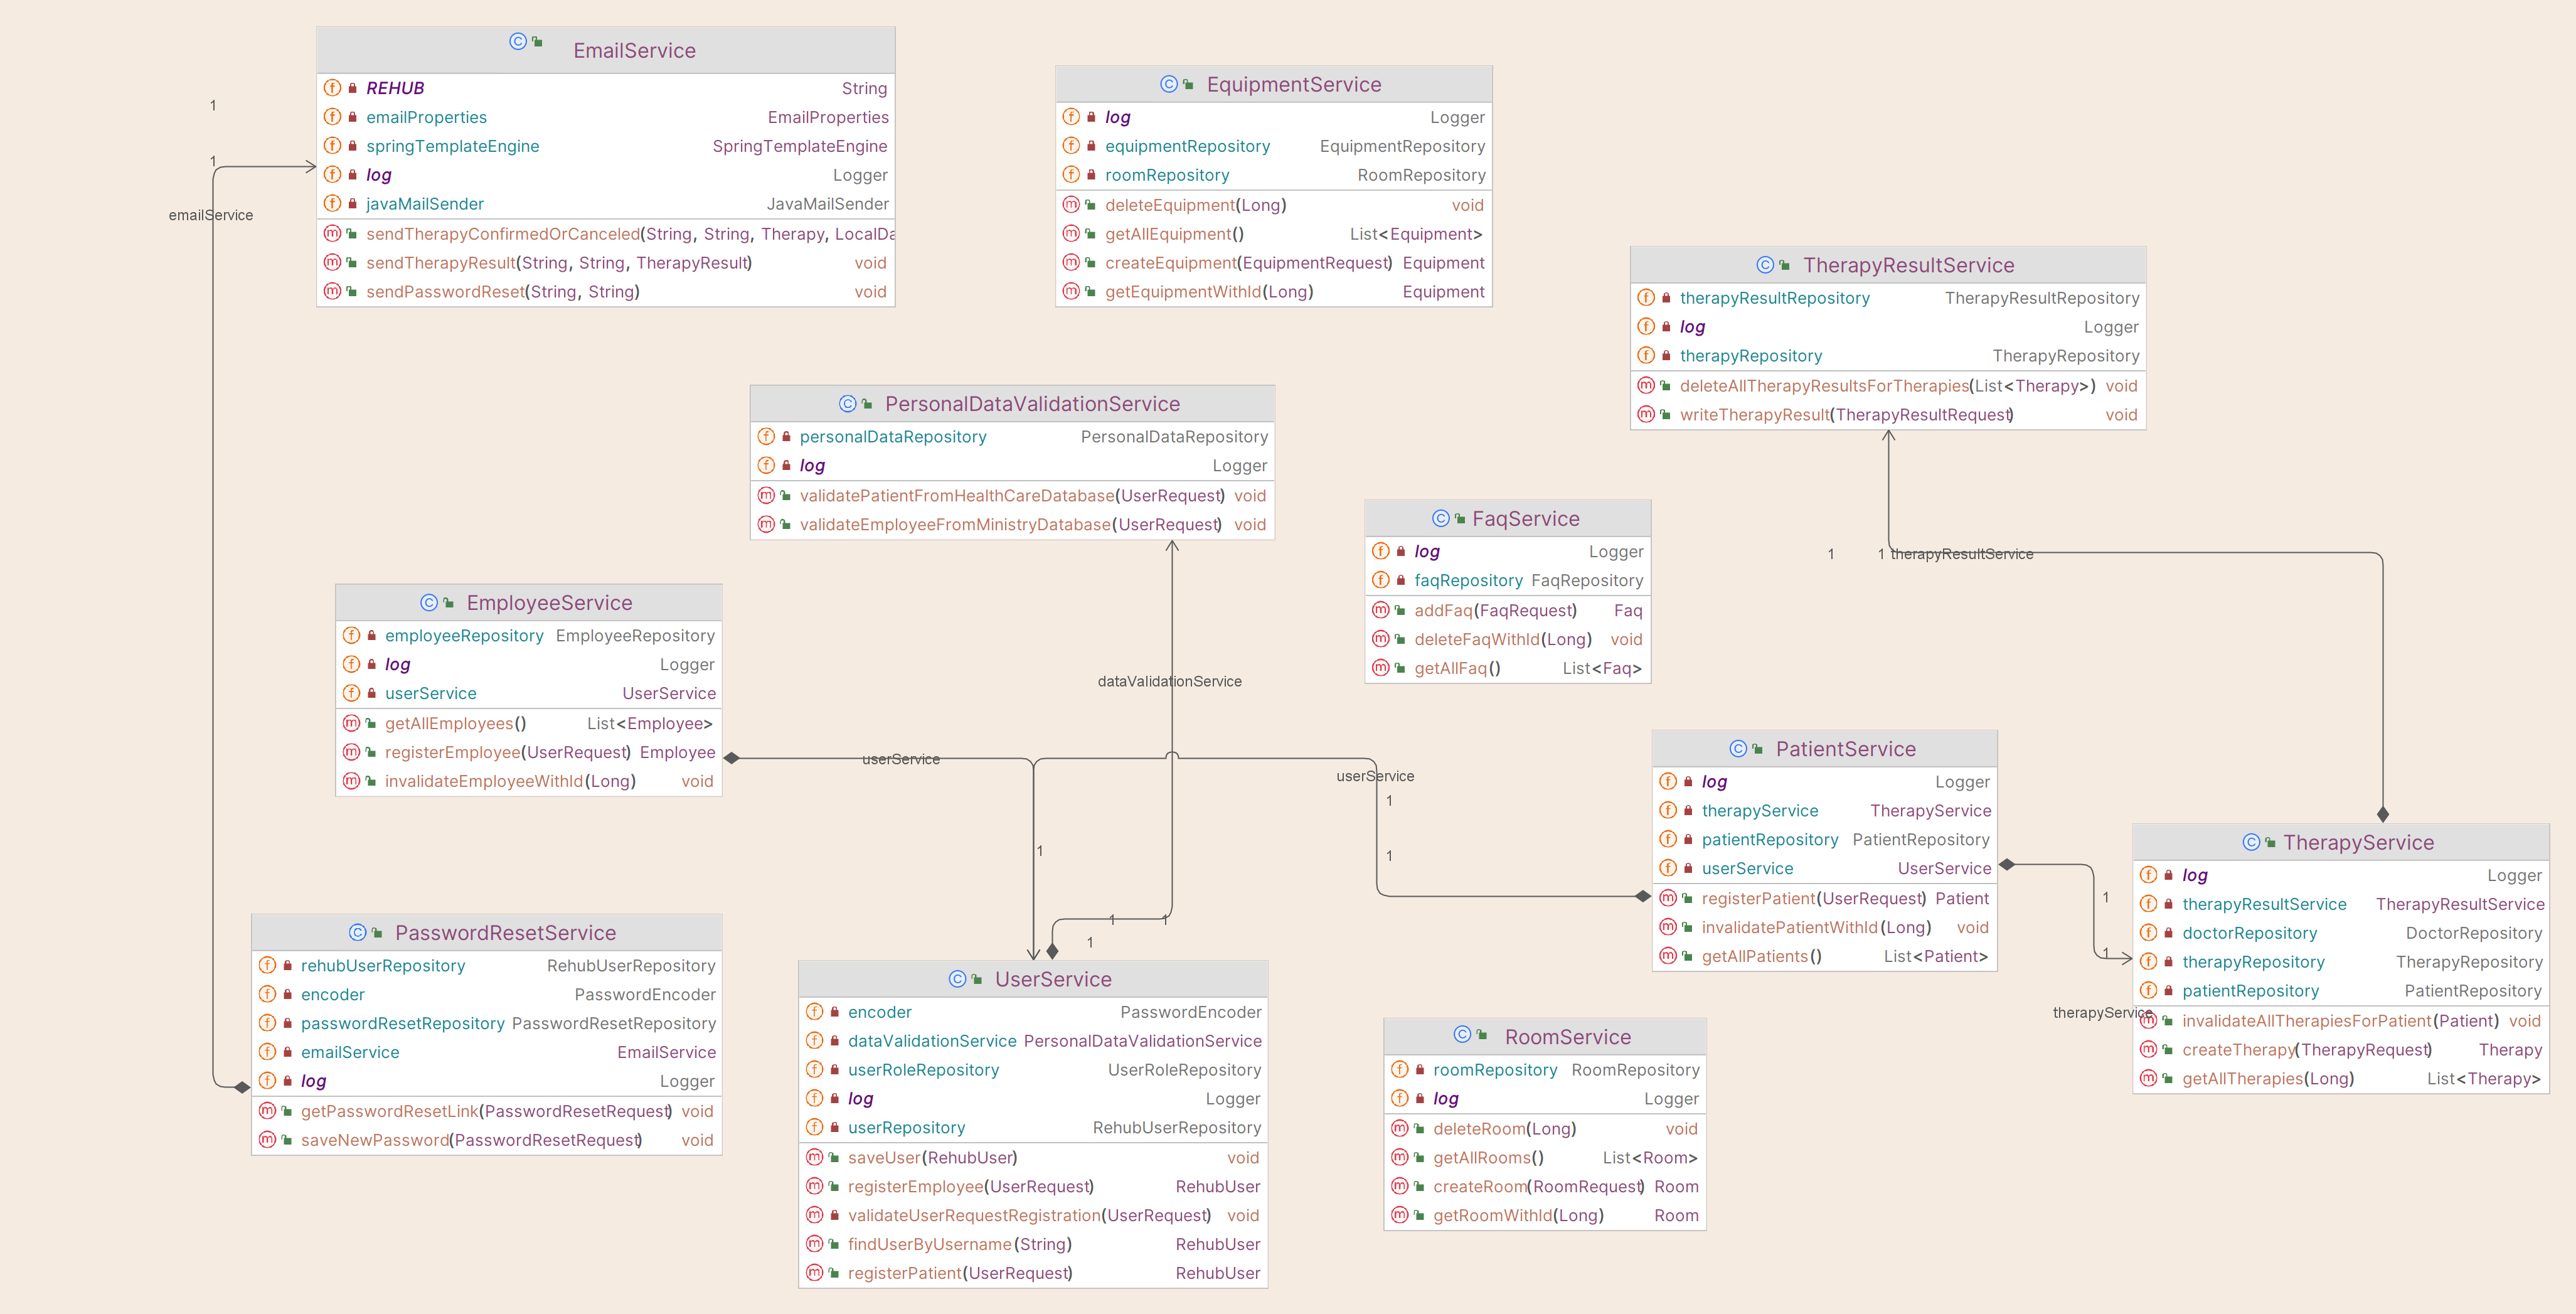 EmailService
REHUB String
emailProperties EmailProperties
springTemplateEngine SpringTemplateEngine
log Logger
javaMailSender JavaMailSender
sendTherapyConfirmedOrCanceled(String, String, Therapy, LocalDa
sendTherapyResult(String, String, TherapyResult) void
sendPasswordReset(String, String) void
1
1
emailService
EquipmentService
log Logger
equipmentRepository EquipmentRepository
roomRepository RoomRepository
deleteEquipment(Long) void
getAllEquipment() List<Equipment>
createEquipment(EquipmentRequest) Equipment
getEquipmentWithId(Long) Equipment
TherapyResultService
therapyResultRepository TherapyResultRepository
log Logger
therapyRepository TherapyRepository
deleteAllTherapyResultsForTherapies(List<Therapy>) void
writeTherapyResult(TherapyResultRequest) void
PersonalDataValidationService
personalDataRepository PersonalDataRepository
log Logger
validatePatientFromHealthCareDatabase(UserRequest) void
validateEmployeeFromMinistryDatabase(UserRequest) void
FaqService
log Logger
faqRepository FaqRepository
addFaq(FaqRequest) Faq
deleteFaqWithId(Long) void
getAllFaq() List<Faq>
1 1 therapyResultService
EmployeeService
employeeRepository EmployeeRepository
log Logger
userService UserService
getAllEmployees() List<Employee>
registerEmployee(UserRequest) Employee
invalidateEmployeeWithId(Long) void
dataValidationService
userService
userService
1
1
1
1
1
1
PatientService
log Logger
therapyService TherapyService
patientRepository PatientRepository
userService UserService
registerPatient(UserRequest) Patient
invalidatePatientWithId(Long) void
getAllPatients() List<Patient>
1
1
therapyService
TherapyService
log Logger
therapyResultService TherapyResultService
doctorRepository DoctorRepository
therapyRepository TherapyRepository
patientRepository PatientRepository
invalidateAllTherapiesForPatient(Patient) void
createTherapy(TherapyRequest) Therapy
getAllTherapies(Long) List<Therapy>
PasswordResetService
rehubUserRepository RehubUserRepository
encoder PasswordEncoder
passwordResetRepository PasswordResetRepository
emailService EmailService
log Logger
getPasswordResetLink(PasswordResetRequest) void
saveNewPassword(PasswordResetRequest) void
UserService
encoder PasswordEncoder
dataValidationService PersonalDataValidationService
userRoleRepository UserRoleRepository
log Logger
userRepository RehubUserRepository
saveUser(RehubUser) void
registerEmployee(UserRequest) RehubUser
validateUserRequestRegistration(UserRequest) void
findUserByUsername(String) RehubUser
registerPatient(UserRequest) RehubUser
RoomService
roomRepository RoomRepository
log Logger
deleteRoom(Long) void
getAllRooms() List<Room>
createRoom(RoomRequest) Room
getRoomWithId(Long) Room